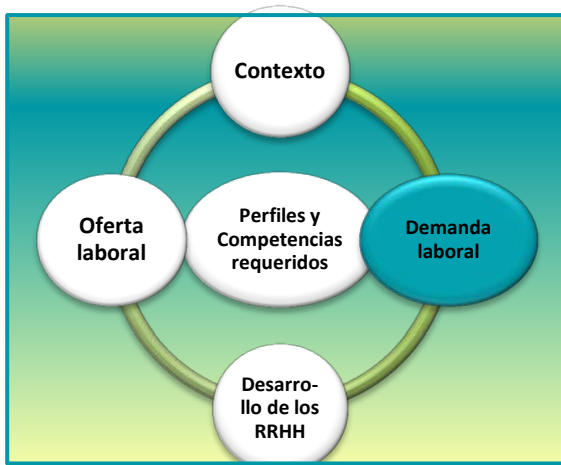 Contexto
Oferta
laboral
Perfiles y
Competencias
requeridos
Demanda
laboral
Desarro-
llo de los
RRHH